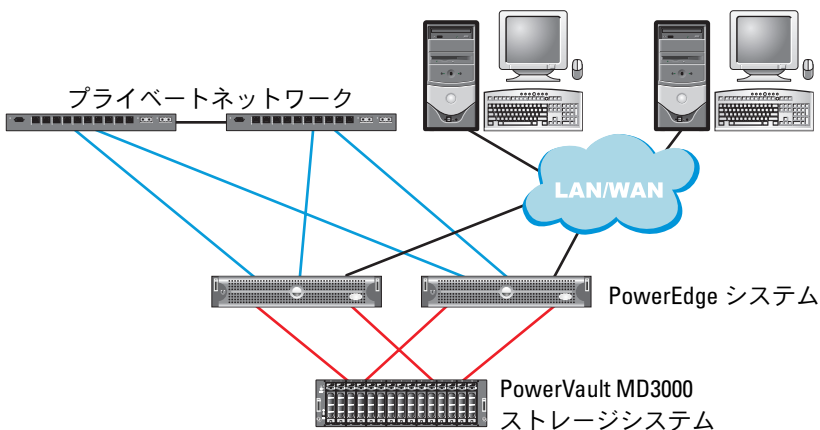 プライベートネットワーク
LAN/WAN
PowerEdge システム
PowerVault MD3000
ストレージシステム